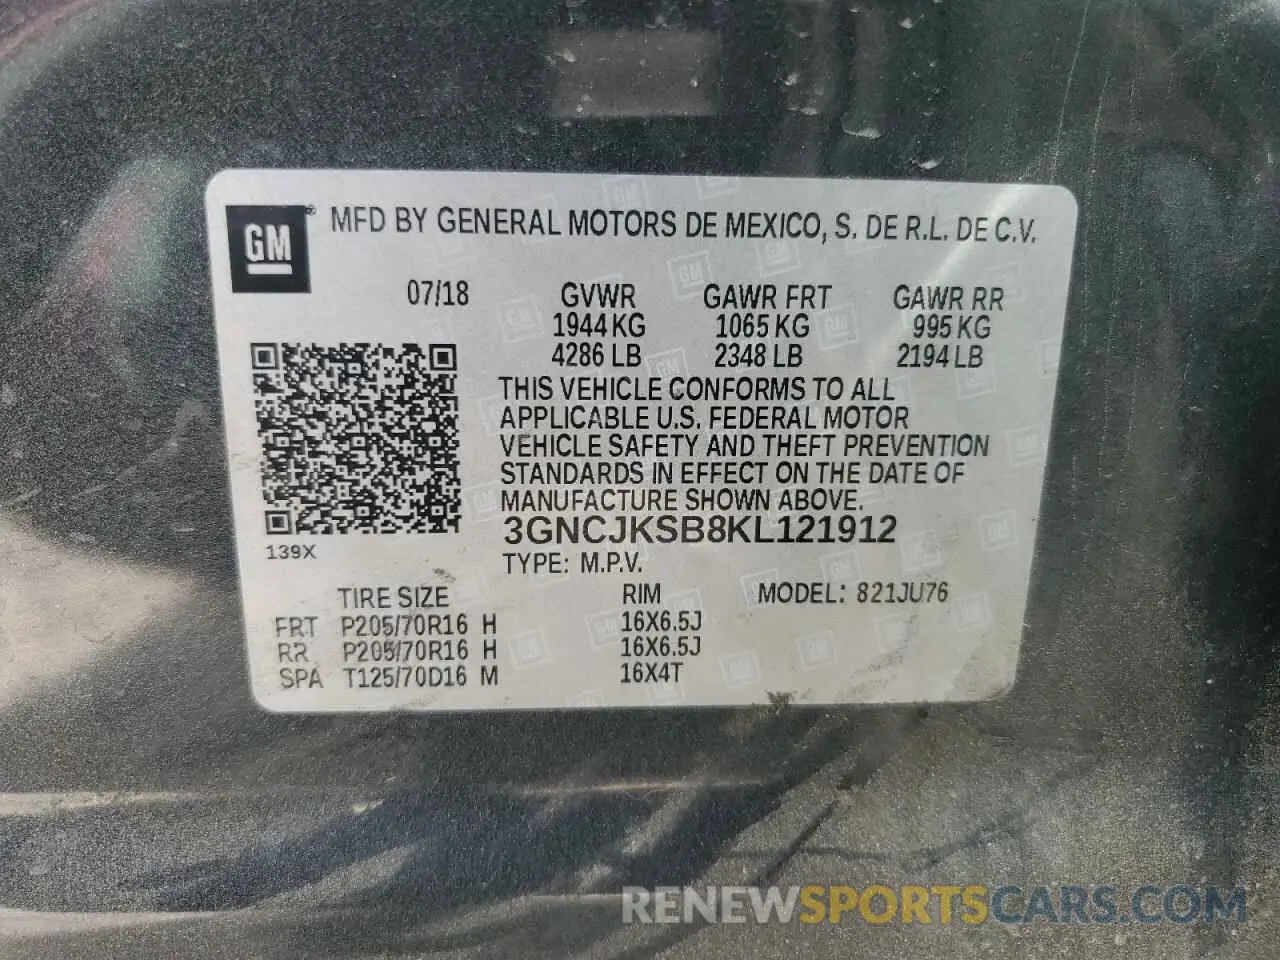 GM ® MFD BY GENERAL MOTORS DE MEXICO, S. DE R.L. DE C.V.
07/18 GVWR GAWR FRT GAWR RR
1944 KG 1065 KG 995 KG
4286 LB 2348 LB 2194 LB
THIS VEHICLE CONFORMS TO ALL
APPLICABLE U.S. FEDERAL MOTOR
VEHICLE SAFETY AND THEFT PREVENTION
STANDARDS IN EFFECT ON THE DATE OF
MANUFACTURE SHOWN ABOVE.
3GNCJKSB8KL121912
139X
TYPE: M.P.V.
TIRE SIZE RIM MODEL: 821JU76
FRT P205/70R16 H 16X6.5J
RR P205/70R16 H 16X6.5J
SPA T125/70D16 M 16X4T
RENEWSPORTSCARS.COM